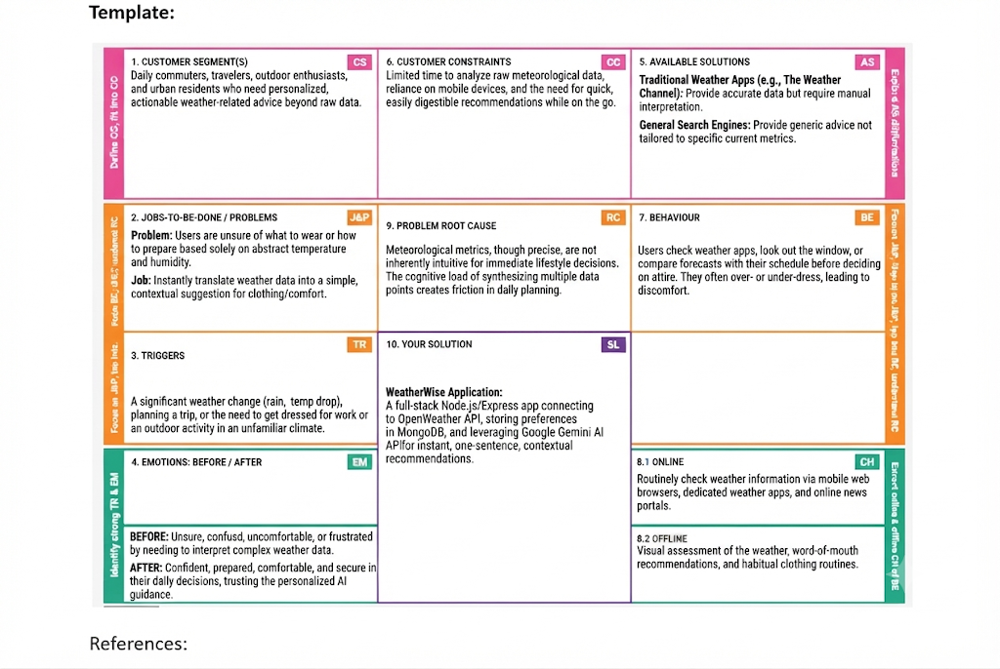 Template:
Define CS, fit into CO
1. CUSTOMER SEGMENT(S)
CS
Daily commuters, travelers, outdoor enthusiasts,
and urban residents who need personalized,
actionable weather-related advice beyond raw data.
6. CUSTOMER CONSTRAINTS
CC
Limited time to analyze raw meteorological data,
reliance on mobile devices, and the need for quick,
easily digestible recommendations while on the go.
5. AVAILABLE SOLUTIONS
AS
Traditional Weather Apps (e.g., The Weather
Channel): Provide accurate data but require manual
interpretation.
General Search Engines: Provide generic advice not
tailored to specific current metrics.
AS
2. JOBS-TO-BE-DONE / PROBLEMS
J&P
Problem: Users are unsure of what to wear or how
to prepare based solely on abstract temperature
and humidity.
Job: Instantly translate weather data into a simple,
contextual suggestion for clothing/comfort.
9. PROBLEM ROOT CAUSE
RC
Meteorological metrics, though precise, are not
inherently intuitive for immediate lifestyle decisions.
The cognitive load of synthesizing multiple data
points creates friction in daily planning.
7. BEHAVIOUR
BE
Users check weather apps, look out the window, or
compare forecasts with their schedule before deciding
on attire. They often over- or under-dress, leading to
discomfort.
3. TRIGGERS
TR
A significant weather change (rain, temp drop),
planning a trip, or the need to get dressed for work or
an outdoor activity in an unfamiliar climate.
10. YOUR SOLUTION
SL
WeatherWise Application:
A full-stack Node.js/Express app connecting
to OpenWeather API, storing preferences
in MongoDB, and leveraging Google Gemini AI
APIfor instant, one-sentence, contextual
recommendations.
Identify strong TR & EM
4. EMOTIONS: BEFORE / AFTER
EM
BEFORE: Unsure, confusd, uncomfortable, or frustrated
by needing to interpret complex weather data.
AFTER: Confident, prepared, comfortable, and secure in
their daily decisions, trusting the personalized AI
guidance.
8.1 ONLINE
CH
Routinely check weather information via mobile web
browsers, dedicated weather apps, and online news
portals.
8.2 OFFLINE
Visual assessment of the weather, word-of-mouth
recommendations, and habitual clothing routines.
References: